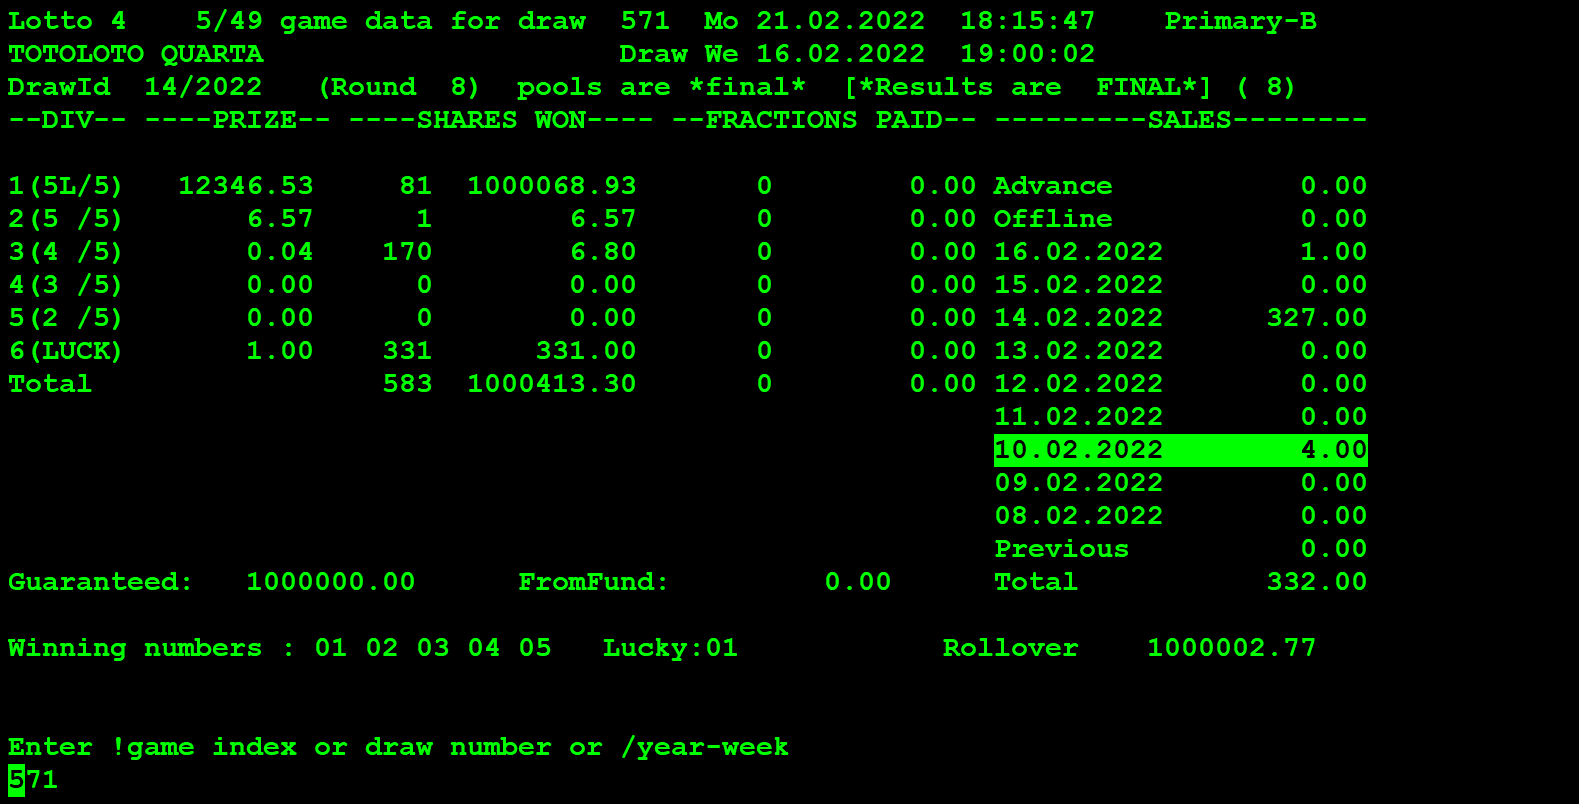 Lotto 4    5/49 game data for draw  571  Mo 21.02.2022  18:15:47    Primary-B
TOTOLOTO QUARTA                     Draw We 16.02.2022  19:00:02
DrawId  14/2022   (Round  8)  pools are *final*  [*Results are  FINAL*] ( 8)
--DIV-- ----PRIZE-- ----SHARES WON---- --FRACTIONS PAID-- ---------SALES--------
1(5L/5)   12346.53     81  1000068.93       0        0.00 Advance           0.00
2(5 /5)       6.57      1        6.57       0        0.00 Offline           0.00
3(4 /5)       0.04    170        6.80       0        0.00 16.02.2022        1.00
4(3 /5)       0.00      0        0.00       0        0.00 15.02.2022        0.00
5(2 /5)       0.00      0        0.00       0        0.00 14.02.2022      327.00
6(LUCK)       1.00    331      331.00       0        0.00 13.02.2022        0.00
Total                 583  1000413.30       0        0.00 12.02.2022        0.00
11.02.2022        0.00
10.02.2022        4.00
09.02.2022        0.00
08.02.2022        0.00
Previous          0.00
Guaranteed:   1000000.00      FromFund:         0.00      Total           332.00
Winning numbers : 01 02 03 04 05   Lucky:01            Rollover    1000002.77
Enter !game index or draw number or /year-week
571